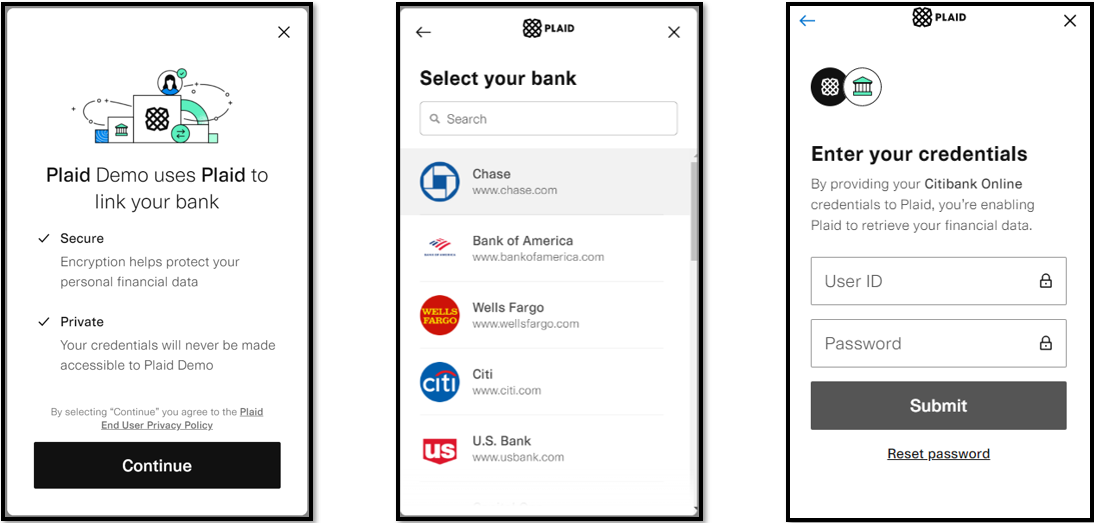 Plaid Demo uses Plaid to
link your bank
Secure
Encryption helps protect your
personal financial data
Private
Your credentials will never be made
accessible to Plaid Demo
By selecting “Continue” you agree to the Plaid
End User Privacy Policy
Continue
PLAID
Select your bank
Search
Chase
www.chase.com
Bank of America
www.bankofamerica.com
BANK OF AMERICA
Wells Fargo
www.wellsfargo.com
WELLS
FARGO
Citi
www.citi.com
citi
U.S. Bank
www.usbank.com
us
PLAID
Enter your credentials
By providing your Citibank Online
credentials to Plaid, you’re enabling
Plaid to retrieve your financial data.
User ID
Password
Submit
Reset password